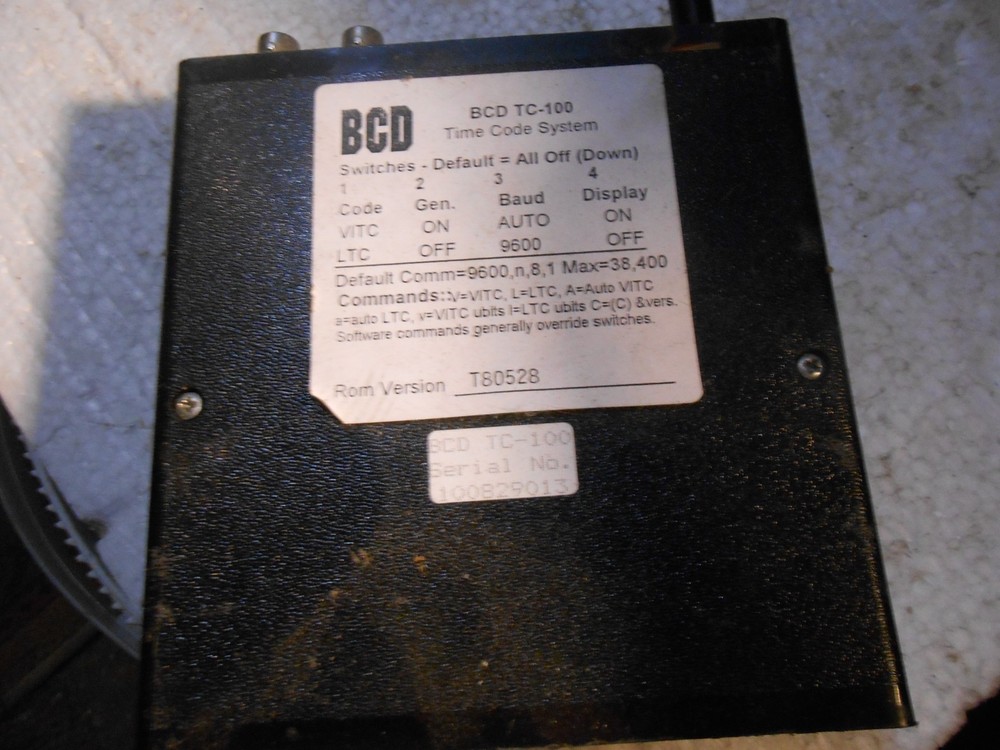 BCD
BCD TC-100
Time Code System
Switches - Default = All Off (Down)
1 2 3 4
Code Gen. Baud Display
VITC ON AUTO ON
LTC OFF 9600 OFF
Default Comm=9600,n,8,1 Max=38,400
Commands::V=VITC, L=LTC, A=Auto VITC
a=auto LTC, v=VITC ubits l=LTC ubits C=(C) &vers.
Software commands generally override switches.
Rom Version T80528
BCD TC-100
Serial No.
100829013